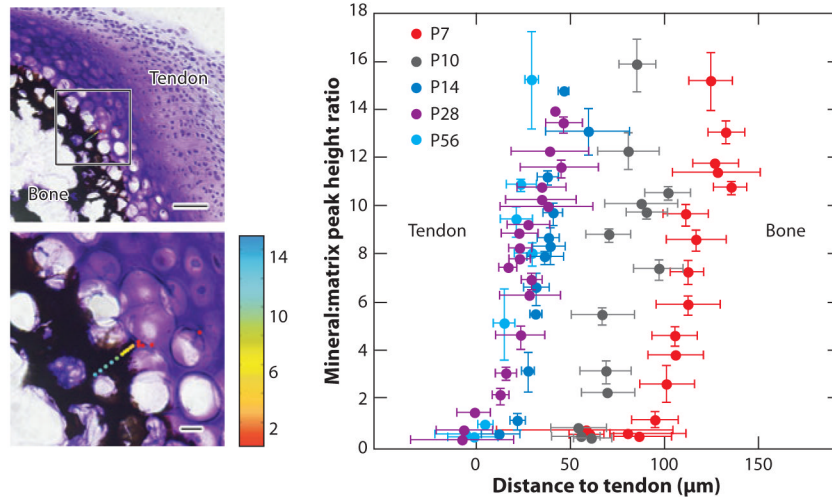 Tendon
Bone
14
10
6
2
Mineral:matrix peak height ratio
18
16
14
12
10
8
6
4
2
0
P7
P10
P14
P28
P56
Tendon
Bone
0
50
100
150
Distance to tendon (μm)